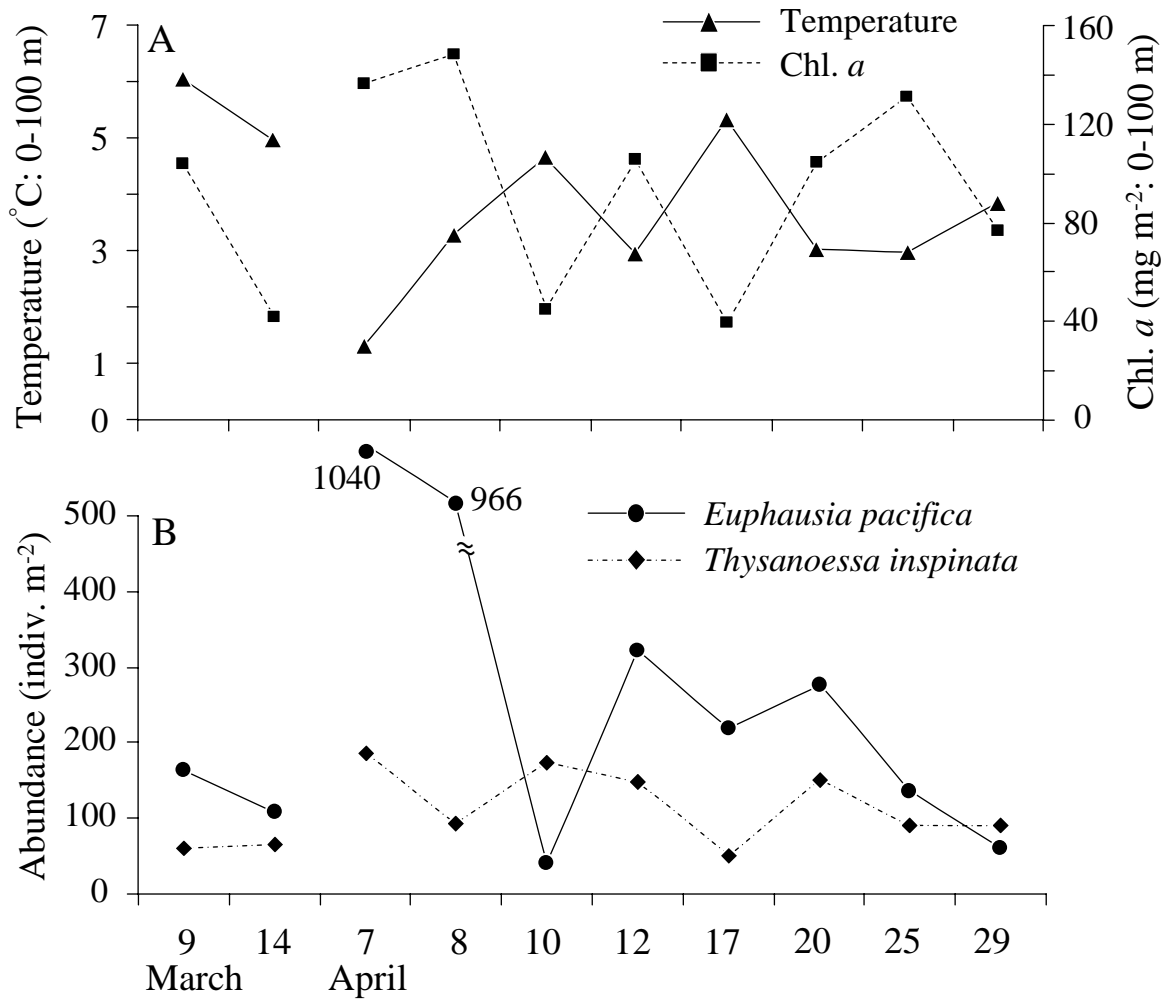 A
Temperature
Chl. a
Temperature (°C: 0-100 m)
7
5
3
1
0
160
120
80
40
0
Chl. a (mg m-2: 0-100 m)
B
1040
966
Euphausia pacifica
Thysanoessa inspinata
Abundance (indiv. m-2)
500
400
300
200
100
0
9 14 7 8 10 12 17 20 25 29
March April